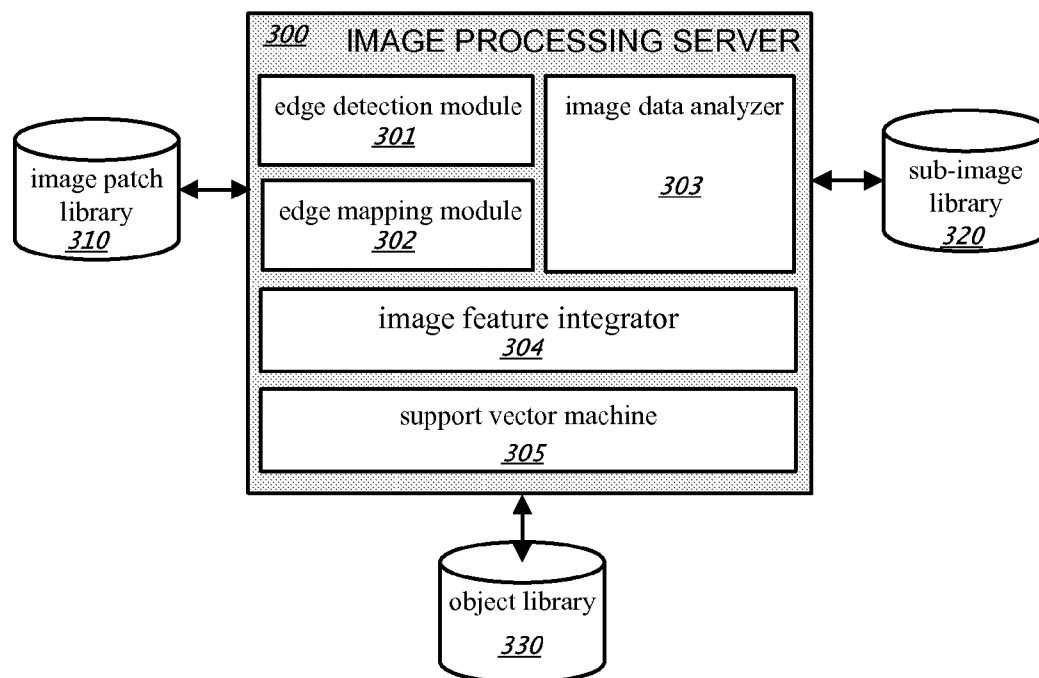 300 IMAGE PROCESSING SERVER
edge detection module
301
image data analyzer
303
edge mapping module
302
image feature integrator
304
support vector machine
305
image patch
library
310
sub-image
library
320
object library
330